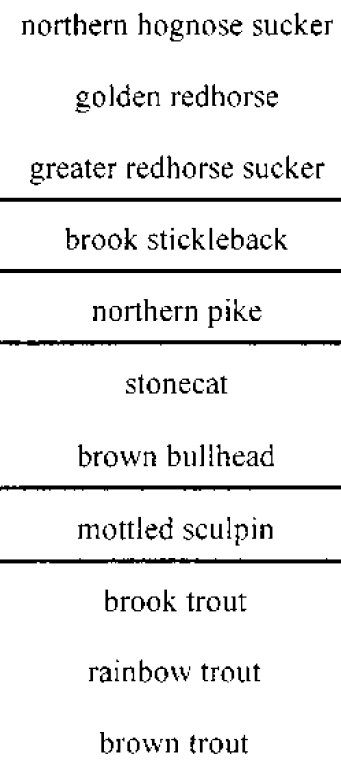 northern hognose sucker
golden redhorse
greater redhorse sucker
brook stickleback
northern pike
stonecat
brown bullhead
mottled sculpin
brook trout
rainbow trout
brown trout